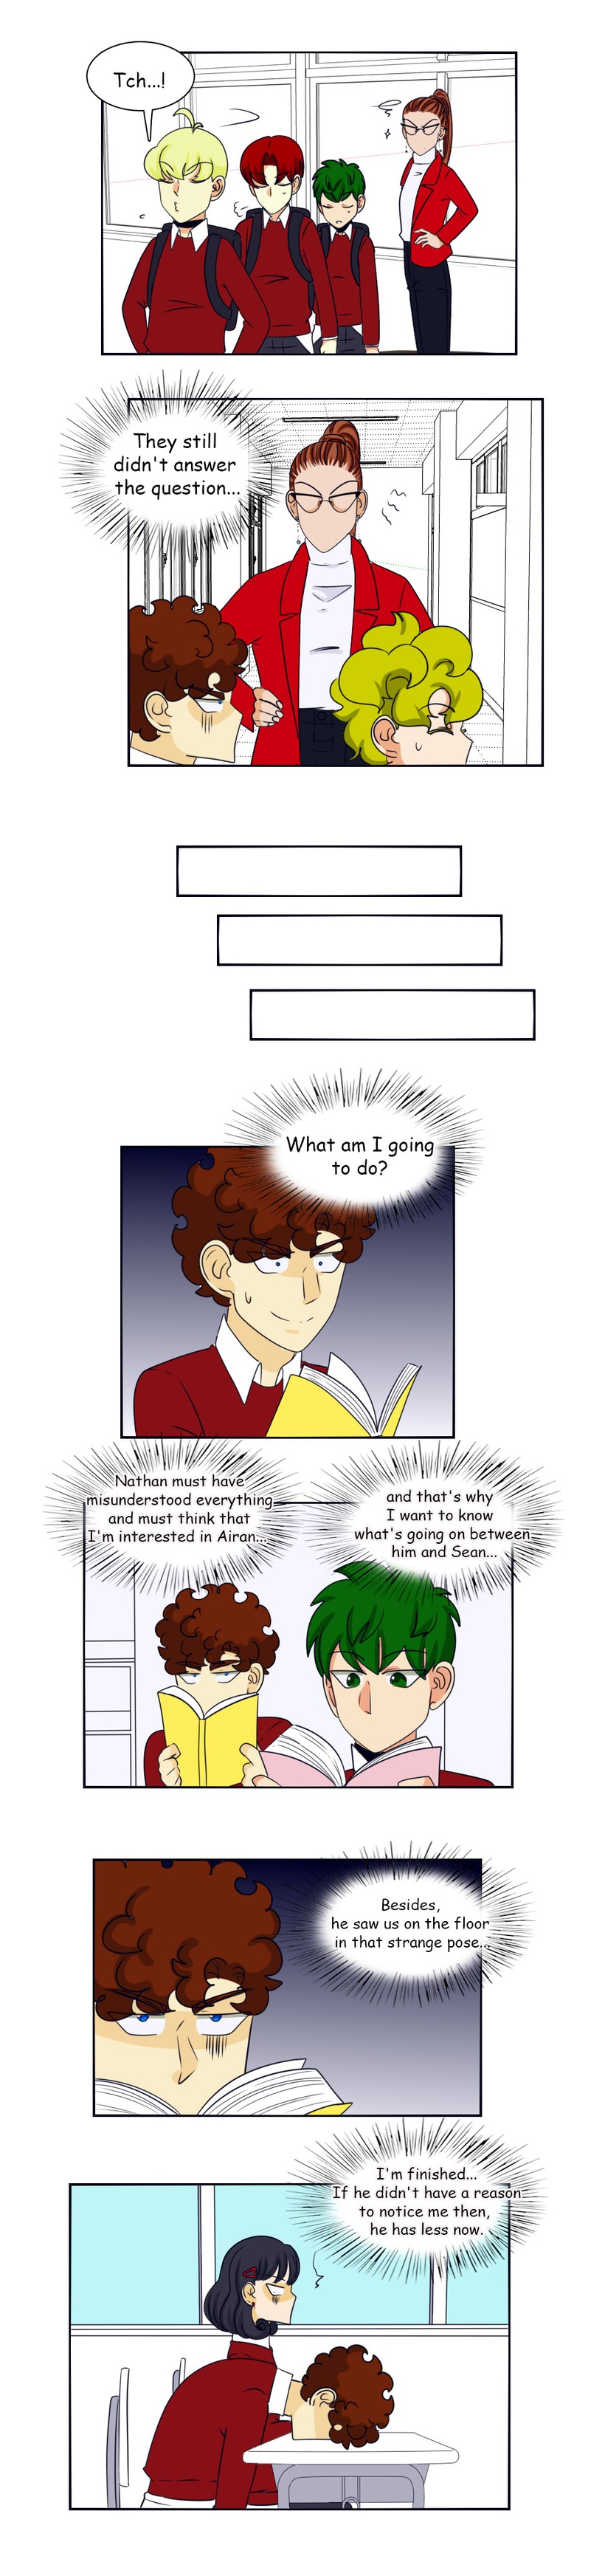 Tch...!
They still
didn't answer
the question...
What am I going
to do?
Nathan must have
misunderstood everything
and must think that
I'm interested in Airan...
and that's why
I want to know
what's going on between
him and Sean...
Besides,
he saw us on the floor
in that strange pose...
I'm finished...
If he didn't have a reason
to notice me then,
he has less now.